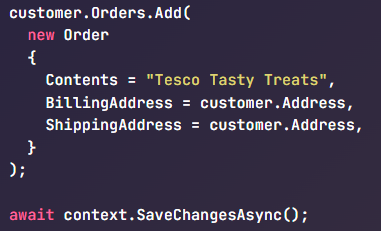 customer.Orders.Add(
  new Order
  {
    Contents = "Tesco Tasty Treats",
    BillingAddress = customer.Address,
    ShippingAddress = customer.Address,
  }
);

await context.SaveChangesAsync();